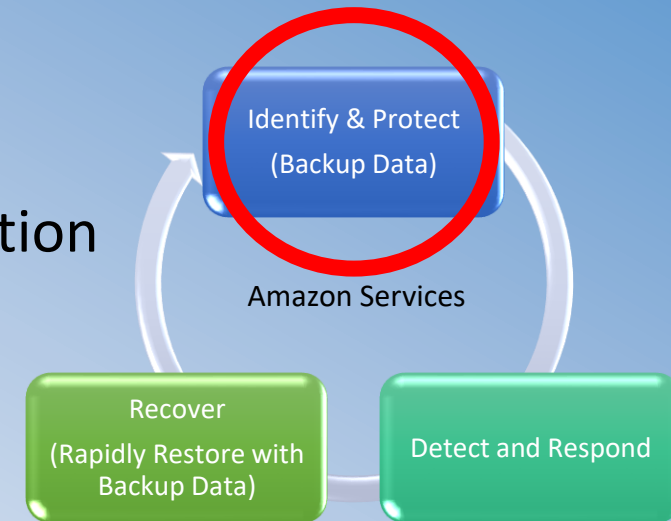 Identify & Protect
(Backup Data)
tion
Amazon Services
Recover
(Rapidly Restore with
Backup Data)
Detect and Respond